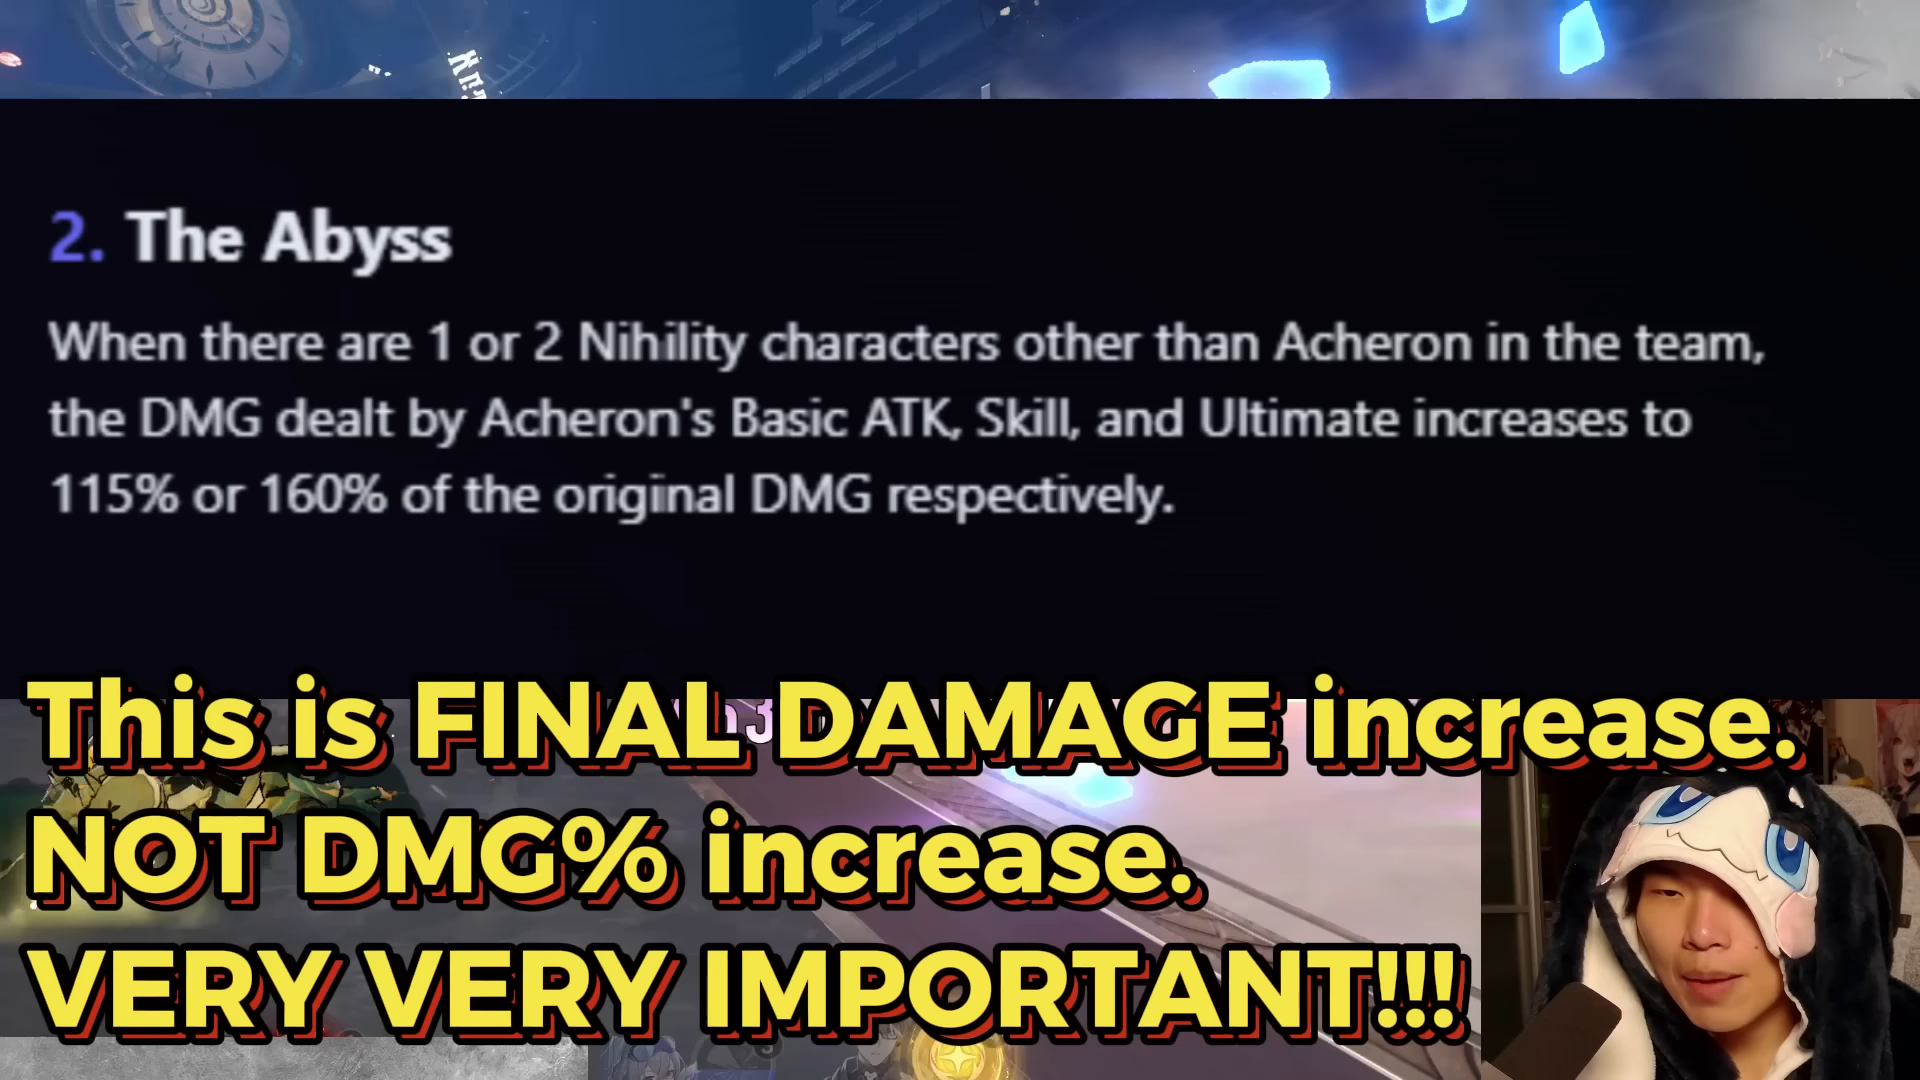 2. The Abyss
When there are 1 or 2 Nihility characters other than Acheron in the team,
the DMG dealt by Acheron's Basic ATK, Skill, and Ultimate increases to
115% or 160% of the original DMG respectively.
This is FINAL DAMAGE increase.
NOT DMG% increase.
VERY VERY IMPORTANT!!!